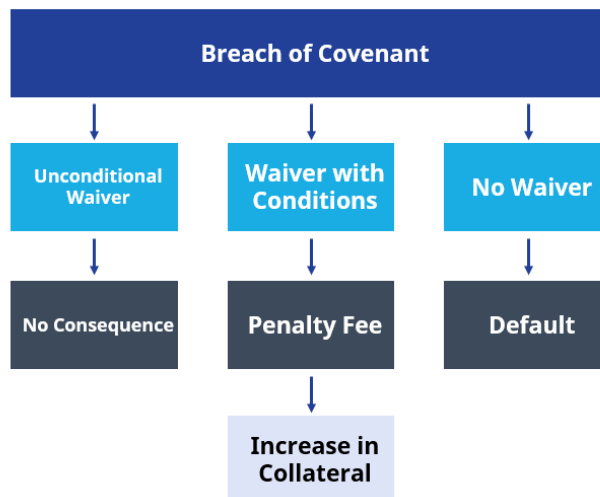 Breach of Covenant
Unconditional
Waiver
Waiver with
Conditions
No Waiver
No Consequence
Penalty Fee
Default
Increase in
Collateral